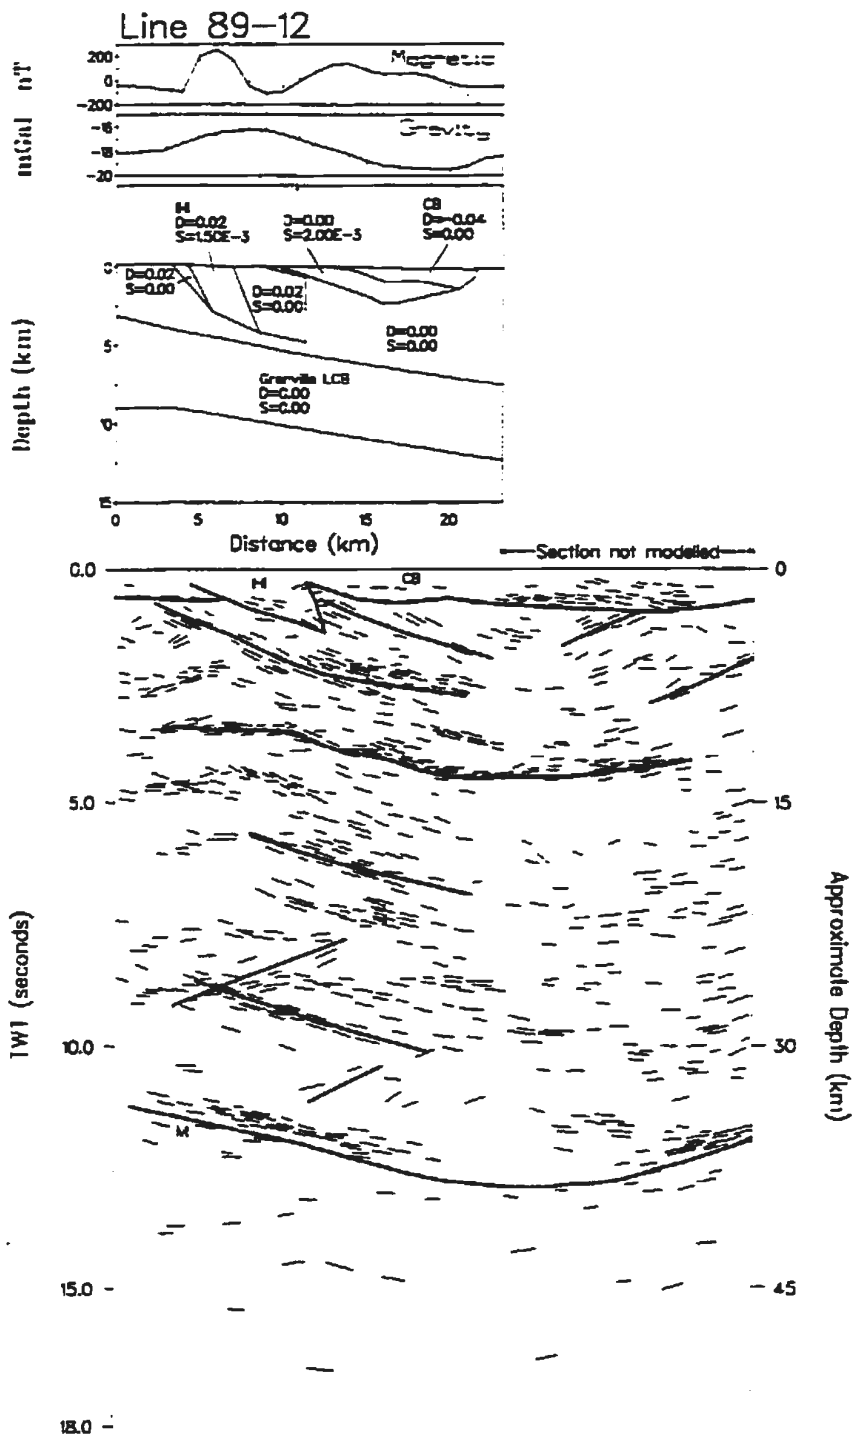 Line 89-12
nT
200
0
-200
Magnetic
mGal
-16
-18
-20
Gravity
IH
D=0.02
S=1.50E-3
D=0.00
S=2.00E-3
CB
D=-0.04
S=0.00
D=0.02
S=0.00
D=0.02
S=0.00
D=0.00
S=0.00
Grenville LCB
D=0.00
S=0.00
Depth (km)
0
5
10
15
0
5
10
15
20
Distance (km)
Section not modelled
0.0
5.0
10.0
15.0
18.0
TWT (seconds)
IH
CB
M
0
15
30
45
Approximate Depth (km)